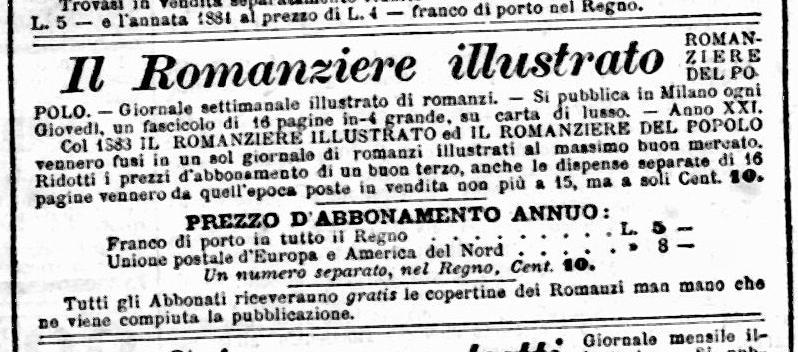 Trovasi in vendita
L. 5 — e l'annata 1881 al prezzo di L. 4 — franco di porto nel Regno.
Il Romanziere illustrato ROMAN-
ZIERE
DEL PO-
POLO. — Giornale settimanale illustrato di romanzi. — Si pubblica in Milano ogni
Giovedì, un fascicolo di 16 pagine in-4 grande, su carta di lusso. — Anno XXI.
Col 1883 IL ROMANZIERE ILLUSTRATO ed IL ROMANZIERE DEL POPOLO
vennero fusi in un sol giornale di romanzi illustrati al massimo buon mercato.
Ridotti i prezzi d'abbonamento di un buon terzo, anche le dispense separate di 16
pagine vennero da quell'epoca poste in vendita non più a 15, ma a soli Cent. 10.
PREZZO D'ABBONAMENTO ANNUO:
Franco di porto in tutto il Regno . . . . . . . . . L. 5 —
Unione postale d'Europa e America del Nord . . . . . » 8 —
Un numero separato, nel Regno, Cent. 10.
Tutti gli Abbonati riceveranno gratis le copertine dei Romanzi man mano che
ne viene compiuta la pubblicazione.
Giornale mensile il-